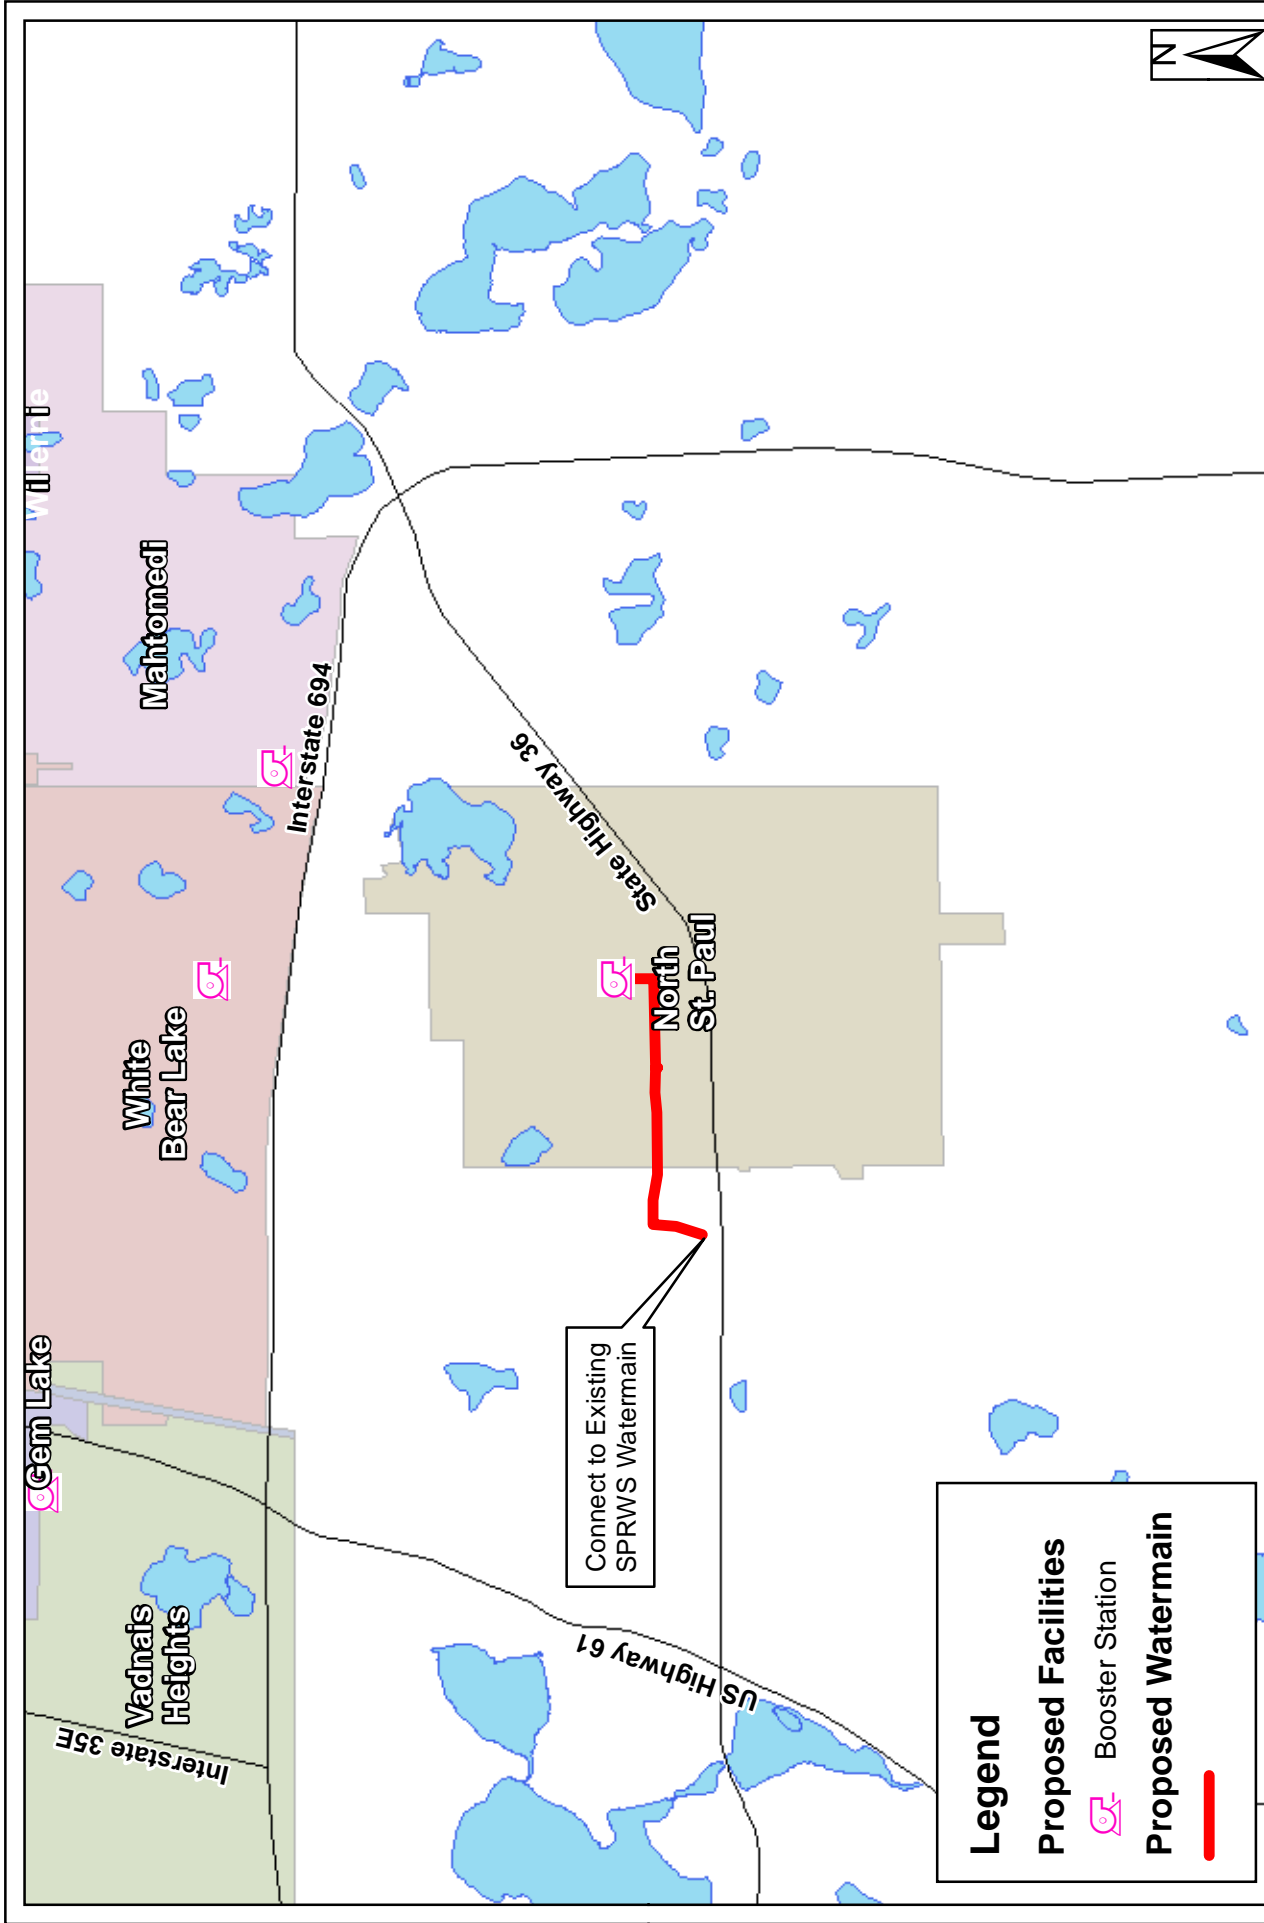 Gem Lake
Willernie
Vadnais
Heights
White
Bear Lake
Mahtomedi
Interstate 35E
Interstate 694
State Highway 36
US Highway 61
North
St. Paul
Connect to Existing
SPRWS Watermain
Legend
Proposed Facilities
Booster Station
Proposed Watermain
N